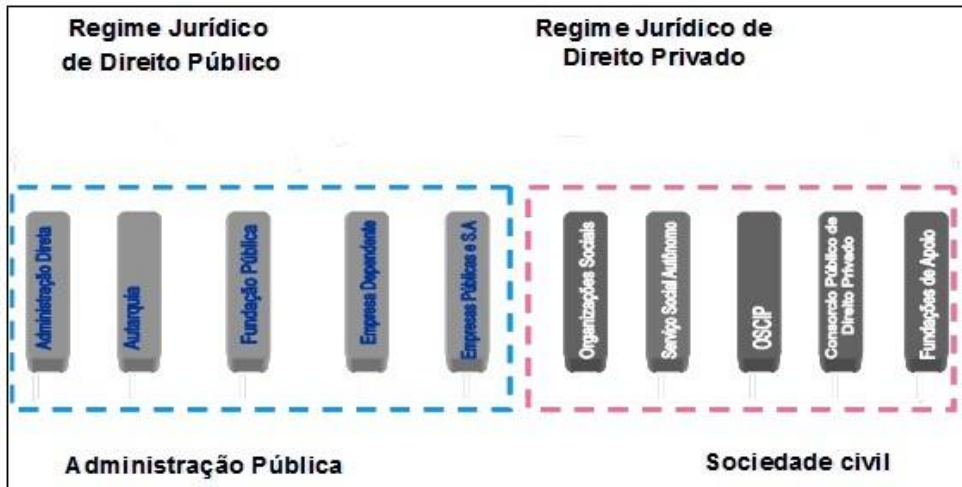 Regime Jurídico
de Direito Público
Regime Jurídico de
Direito Privado
Administração Direta
Autarquia
Fundação Pública
Empresa Dependente
Empresas Públicas e S.A
Organizações Sociais
Serviço Social Autônomo
OSCIP
Consorcio Público de
Direito Privado
Fundações de Apoio
Administração Pública
Sociedade civil